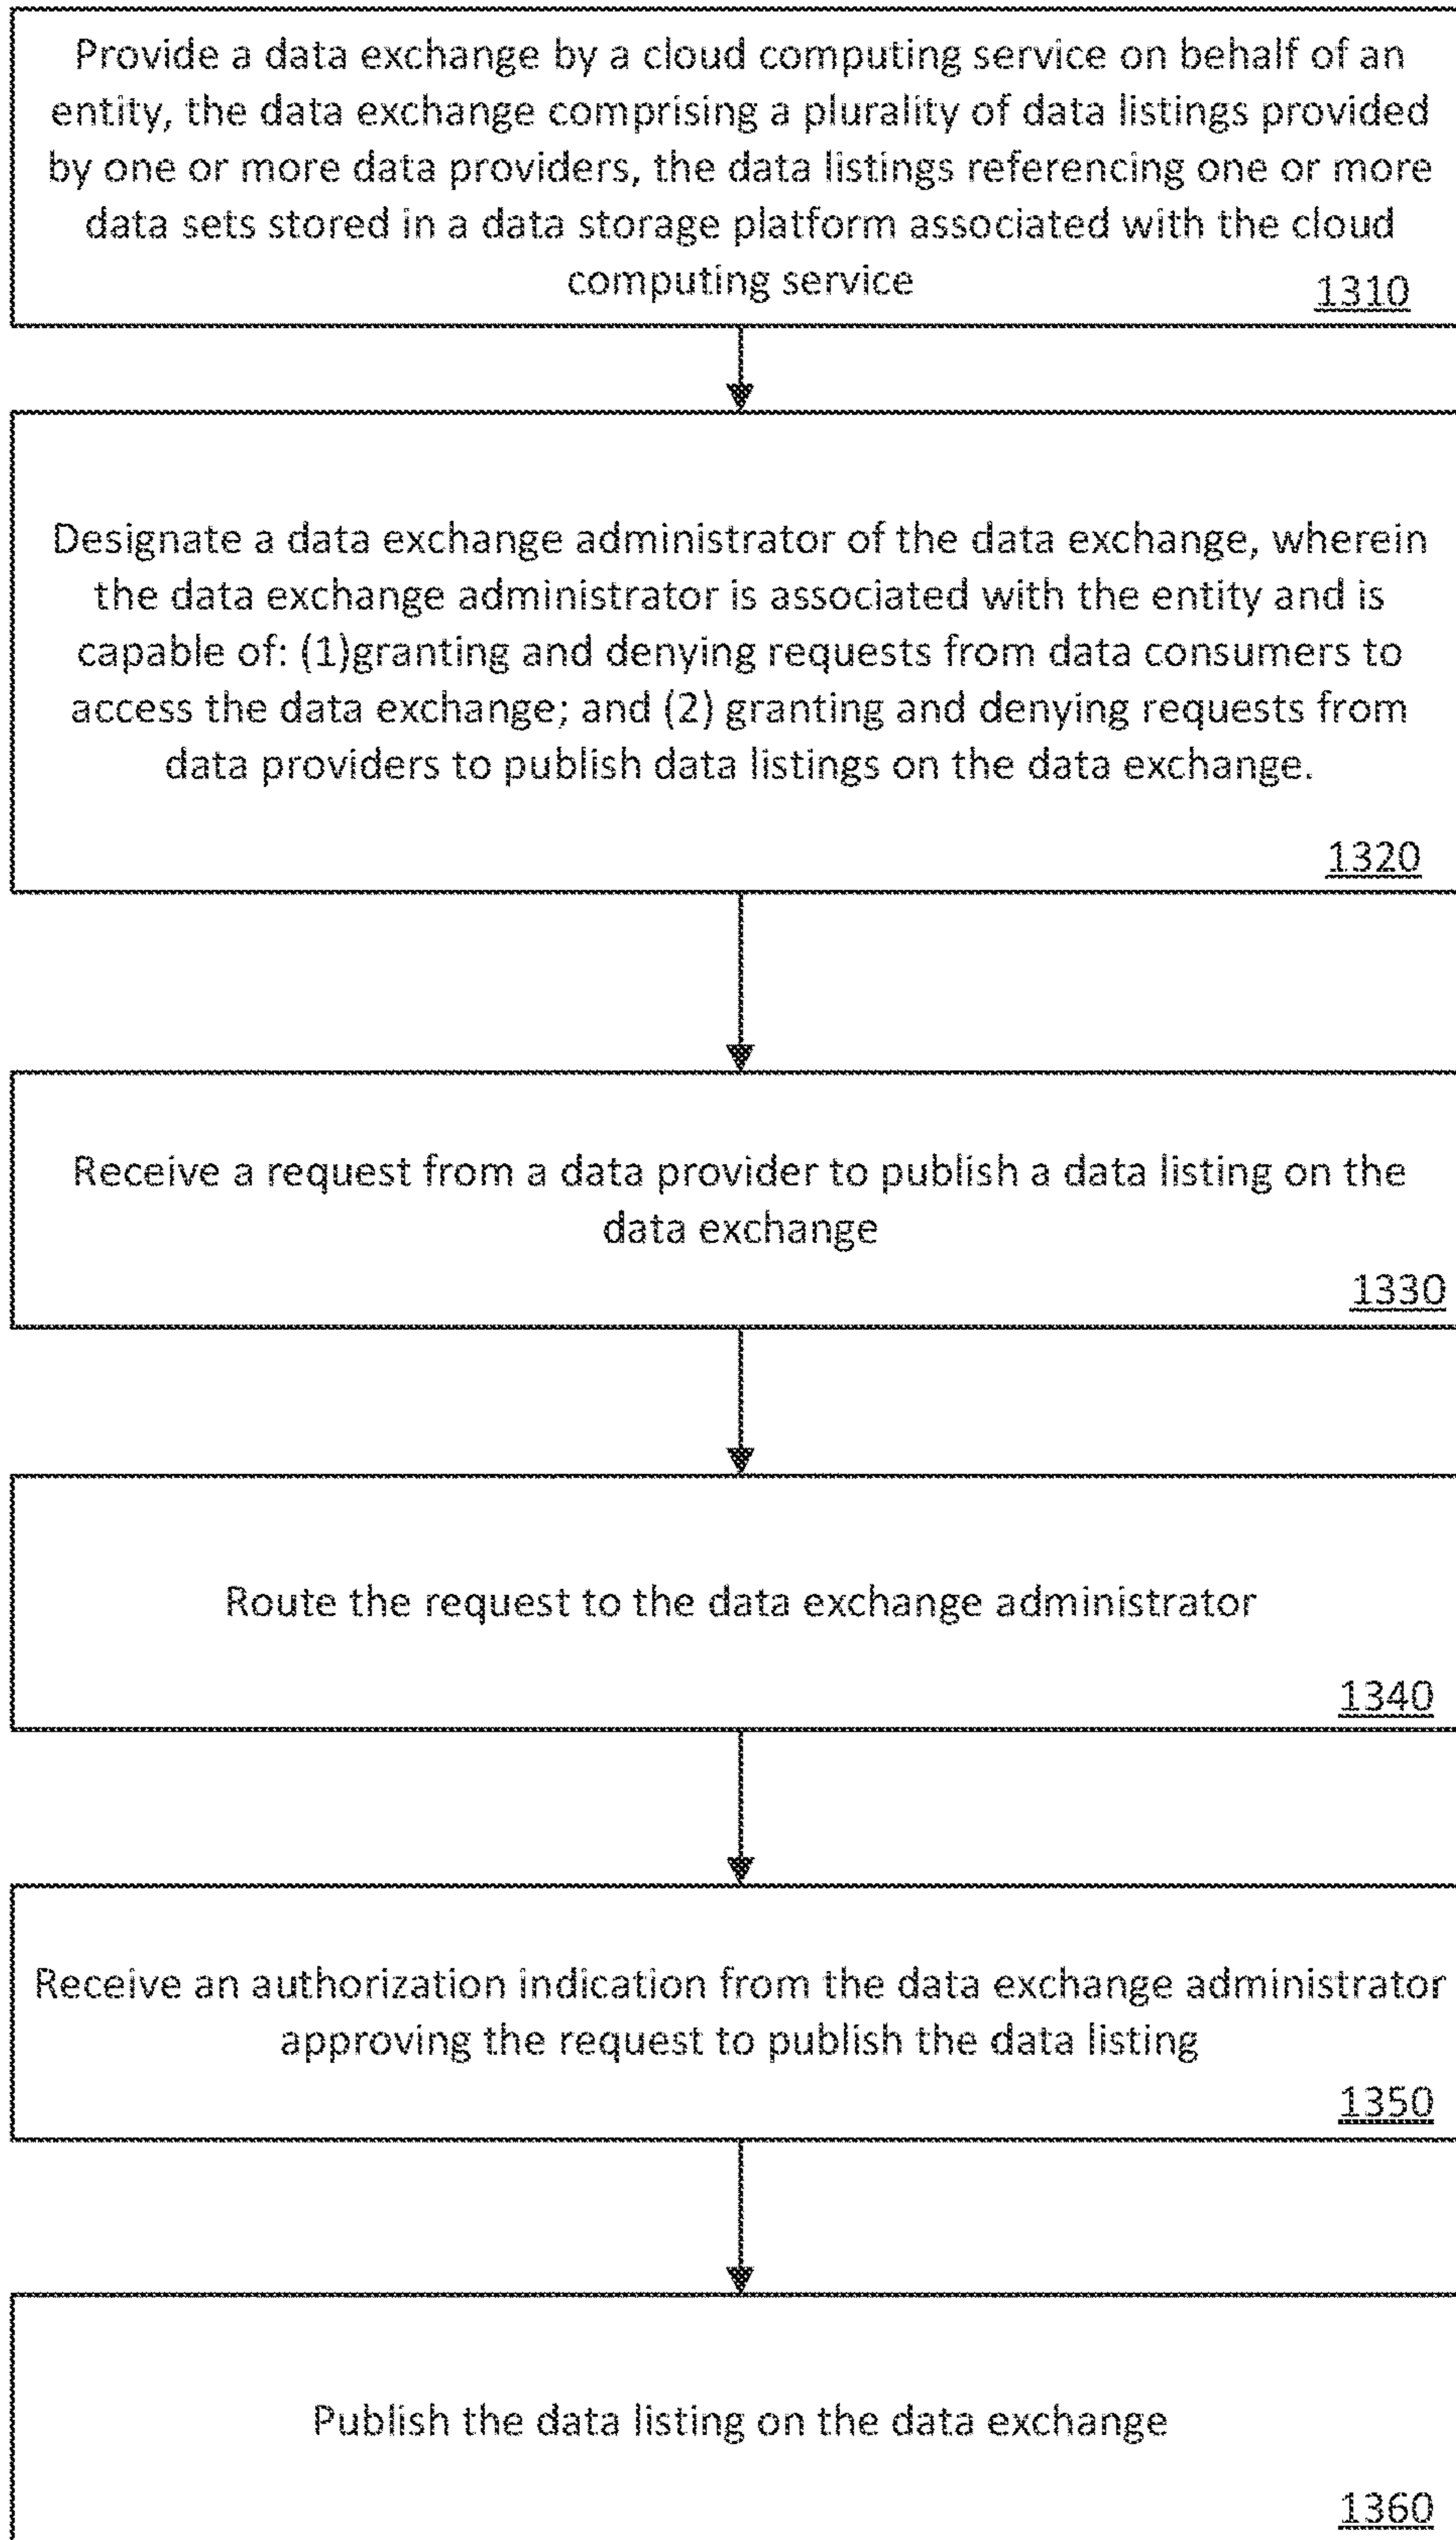 Provide a data exchange by a cloud computing service on behalf of an
entity, the data exchange comprising a plurality of data listings provided
by one or more data providers, the data listings referencing one or more
data sets stored in a data storage platform associated with the cloud
computing service
1310
Designate a data exchange administrator of the data exchange, wherein
the data exchange administrator is associated with the entity and is
capable of: (1)granting and denying requests from data consumers to
access the data exchange; and (2) granting and denying requests from
data providers to publish data listings on the data exchange.
1320
Receive a request from a data provider to publish a data listing on the
data exchange
1330
Route the request to the data exchange administrator
1340
Receive an authorization indication from the data exchange administrator
approving the request to publish the data listing
1350
Publish the data listing on the data exchange
1360